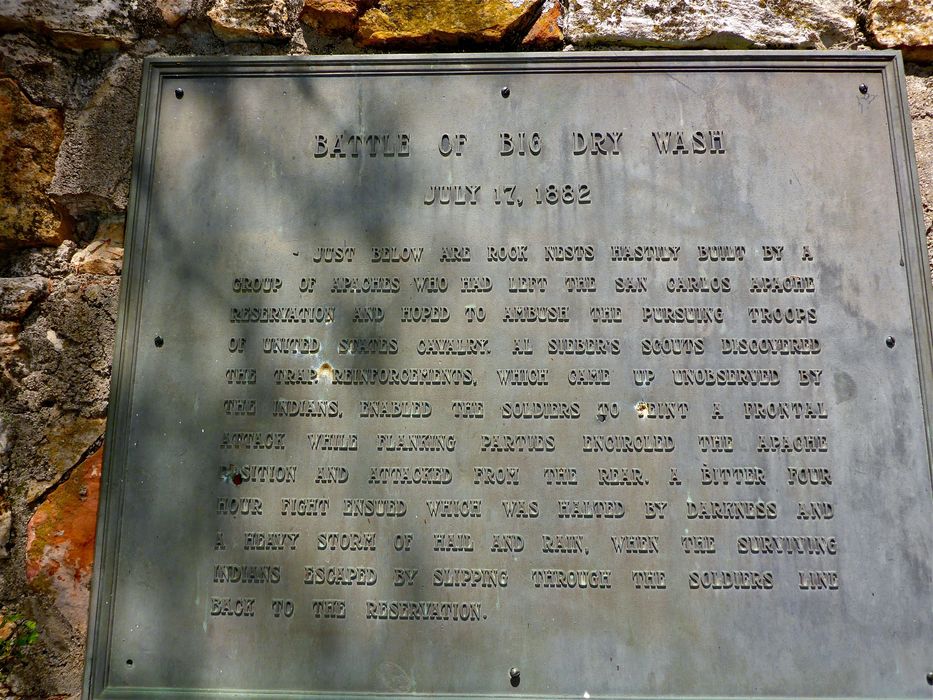 BATTLE OF BIG DRY WASH
JULY 17, 1882
JUST BELOW ARE ROCK NESTS HASTILY BUILT BY A
GROUP OF APACHES WHO HAD LEFT THE SAN CARLOS APACHE
RESERVATION AND HOPED TO AMBUSH THE PURSUING TROOPS
OF UNITED STATES CAVALRY. AL SIEBER'S SCOUTS DISCOVERED
THE TRAP. REINFORCEMENTS, WHICH CAME UP UNOBSERVED BY
THE INDIANS, ENABLED THE SOLDIERS TO FEINT A FRONTAL
ATTACK WHILE FLANKING PARTIES ENCIRCLED THE APACHE
POSITION AND ATTACKED FROM THE REAR. A BITTER FOUR
HOUR FIGHT ENSUED WHICH WAS HALTED BY DARKNESS AND
A HEAVY STORM OF HAIL AND RAIN, WHEN THE SURVIVING
INDIANS ESCAPED BY SLIPPING THROUGH THE SOLDIERS LINE
BACK TO THE RESERVATION.